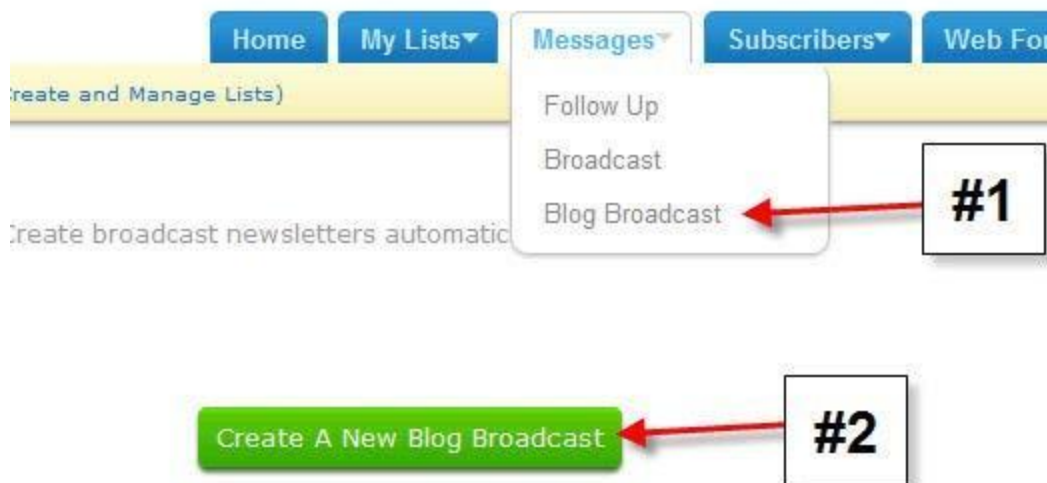 Home My Lists Messages Subscribers Web For
reate and Manage Lists)
Follow Up
Broadcast
Blog Broadcast
#1
Create broadcast newsletters automatic
Create A New Blog Broadcast
#2